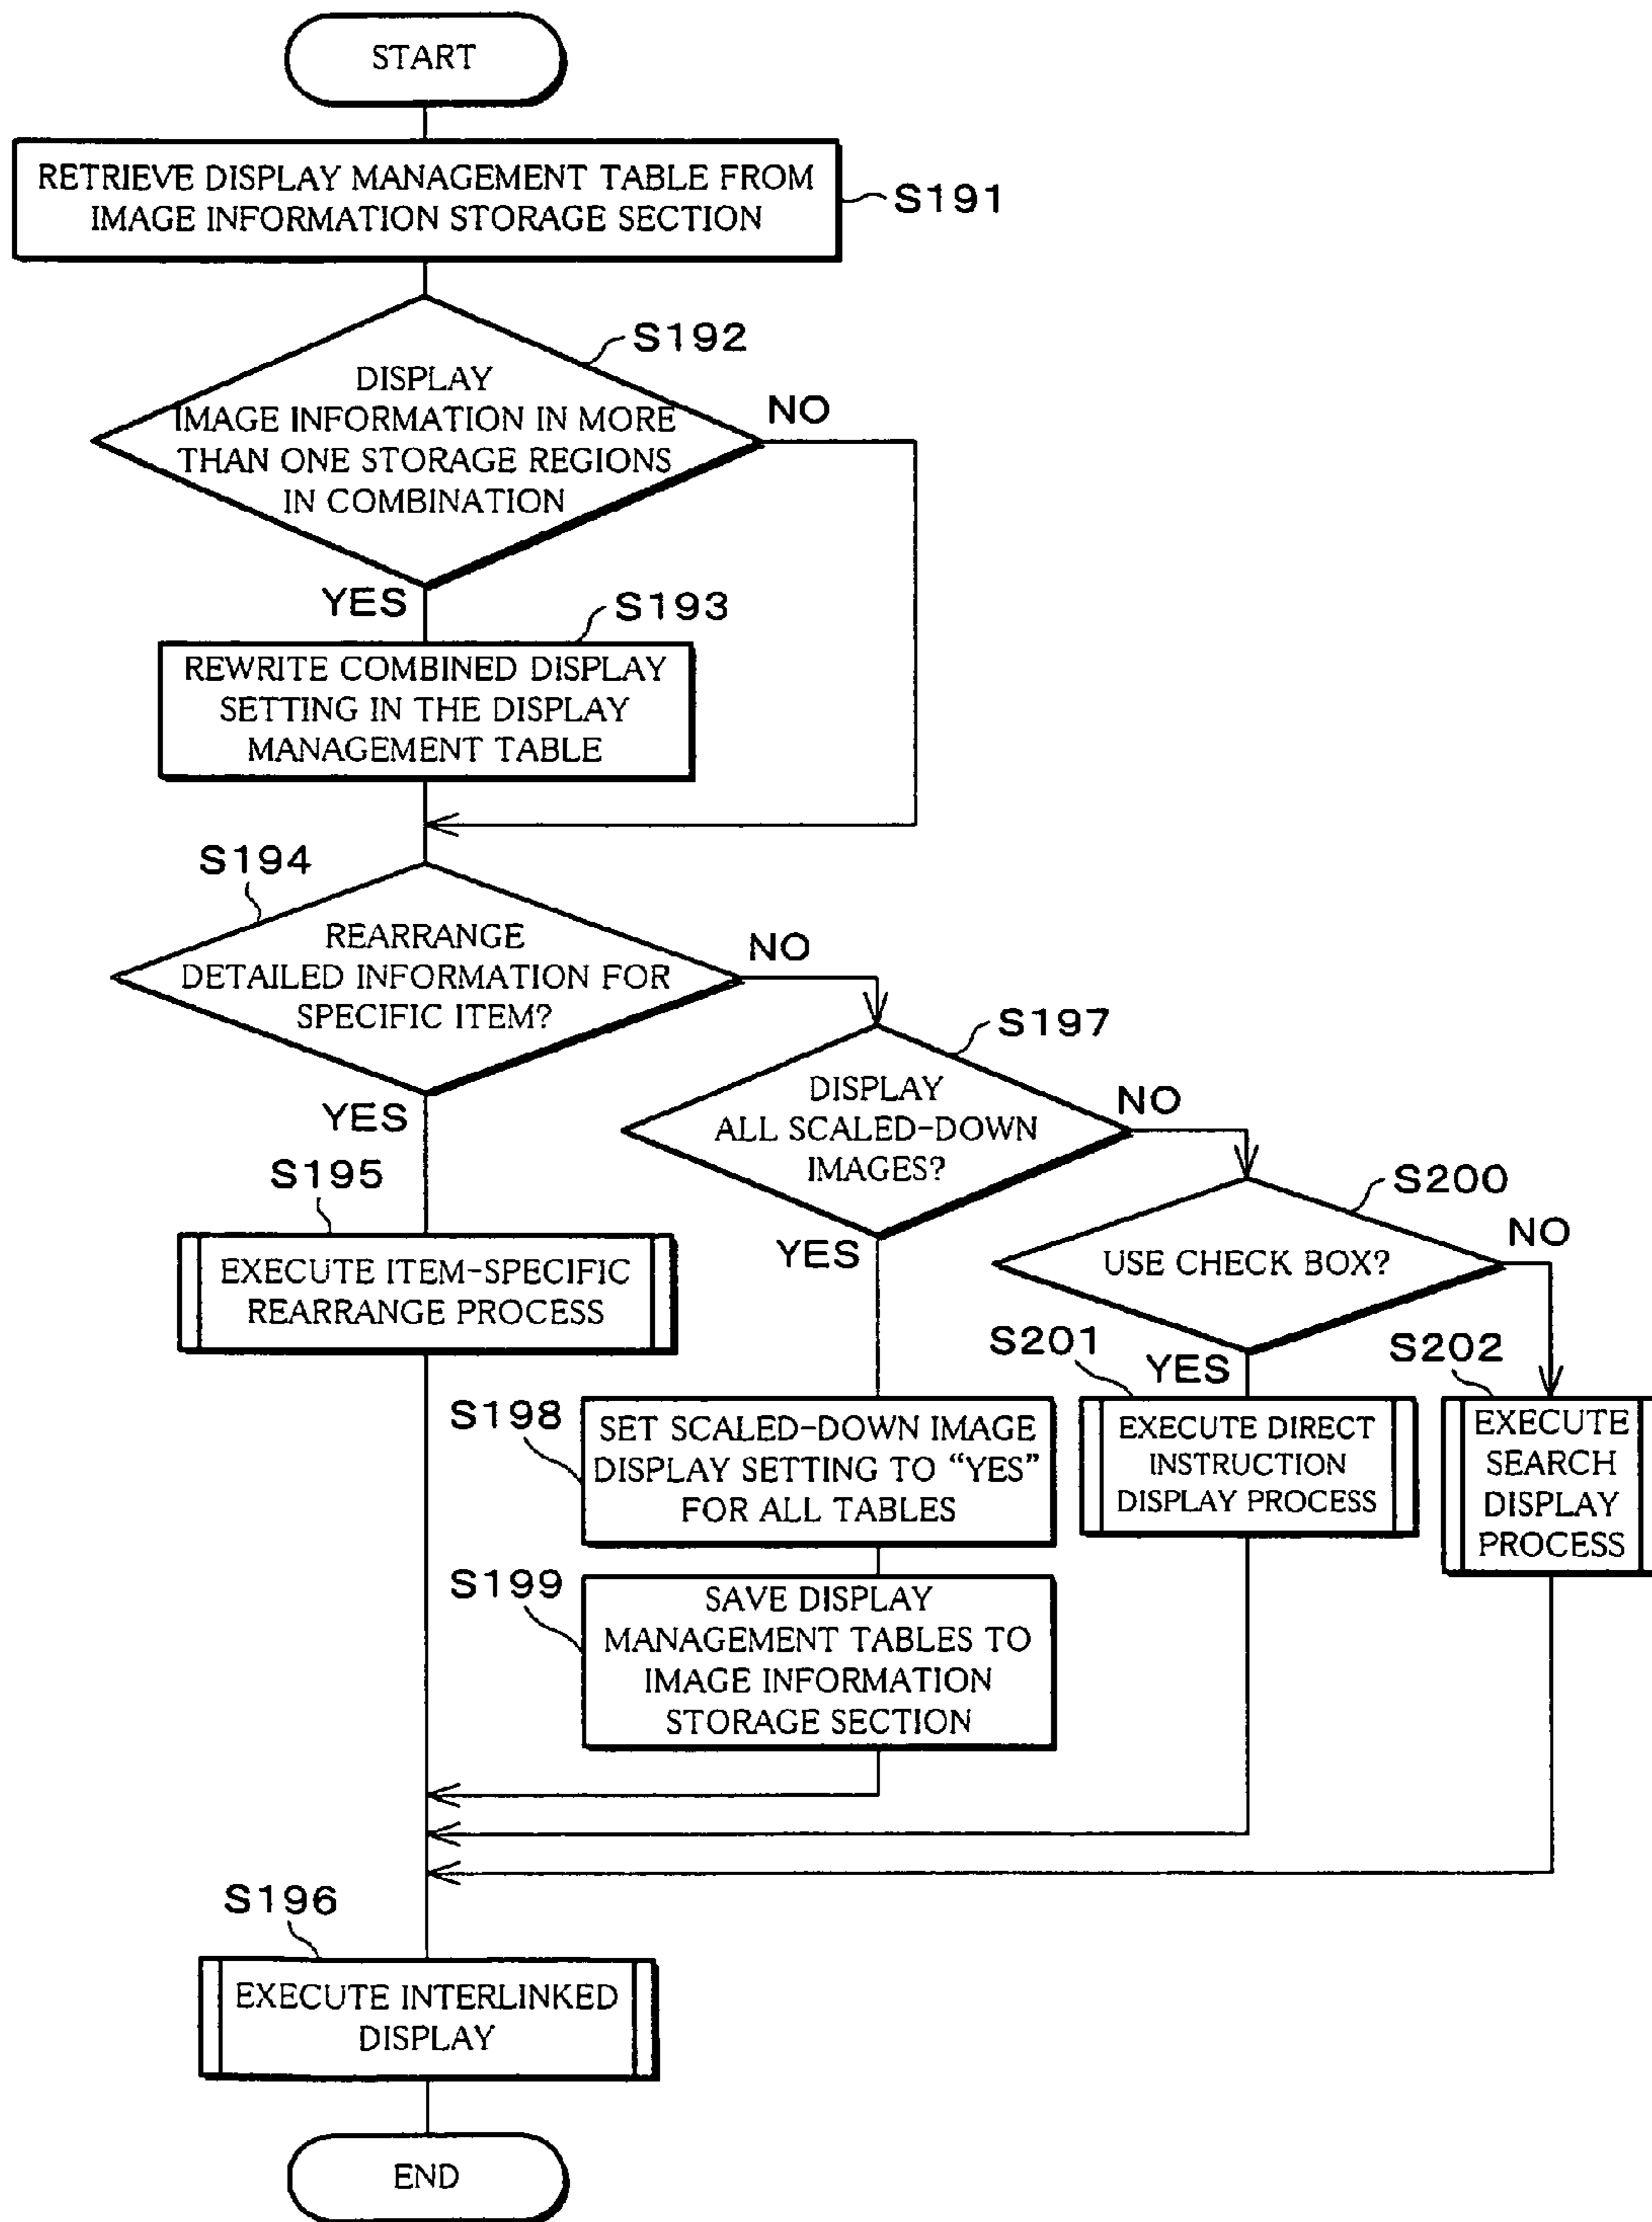 START
RETRIEVE DISPLAY MANAGEMENT TABLE FROM
IMAGE INFORMATION STORAGE SECTION
S191
S192
DISPLAY
IMAGE INFORMATION IN MORE
THAN ONE STORAGE REGIONS
IN COMBINATION
NO
YES
S193
REWRITE COMBINED DISPLAY
SETTING IN THE DISPLAY
MANAGEMENT TABLE
S194
REARRANGE
DETAILED INFORMATION FOR
SPECIFIC ITEM?
NO
YES
S197
DISPLAY
ALL SCALED-DOWN
IMAGES?
NO
YES
S195
EXECUTE ITEM-SPECIFIC
REARRANGE PROCESS
S200
USE CHECK BOX?
NO
YES
S198
SET SCALED-DOWN IMAGE
DISPLAY SETTING TO “YES”
FOR ALL TABLES
S201
EXECUTE DIRECT
INSTRUCTION
DISPLAY PROCESS
S202
EXECUTE
SEARCH
DISPLAY
PROCESS
S199
SAVE DISPLAY
MANAGEMENT TABLES TO
IMAGE INFORMATION
STORAGE SECTION
S196
EXECUTE INTERLINKED
DISPLAY
END